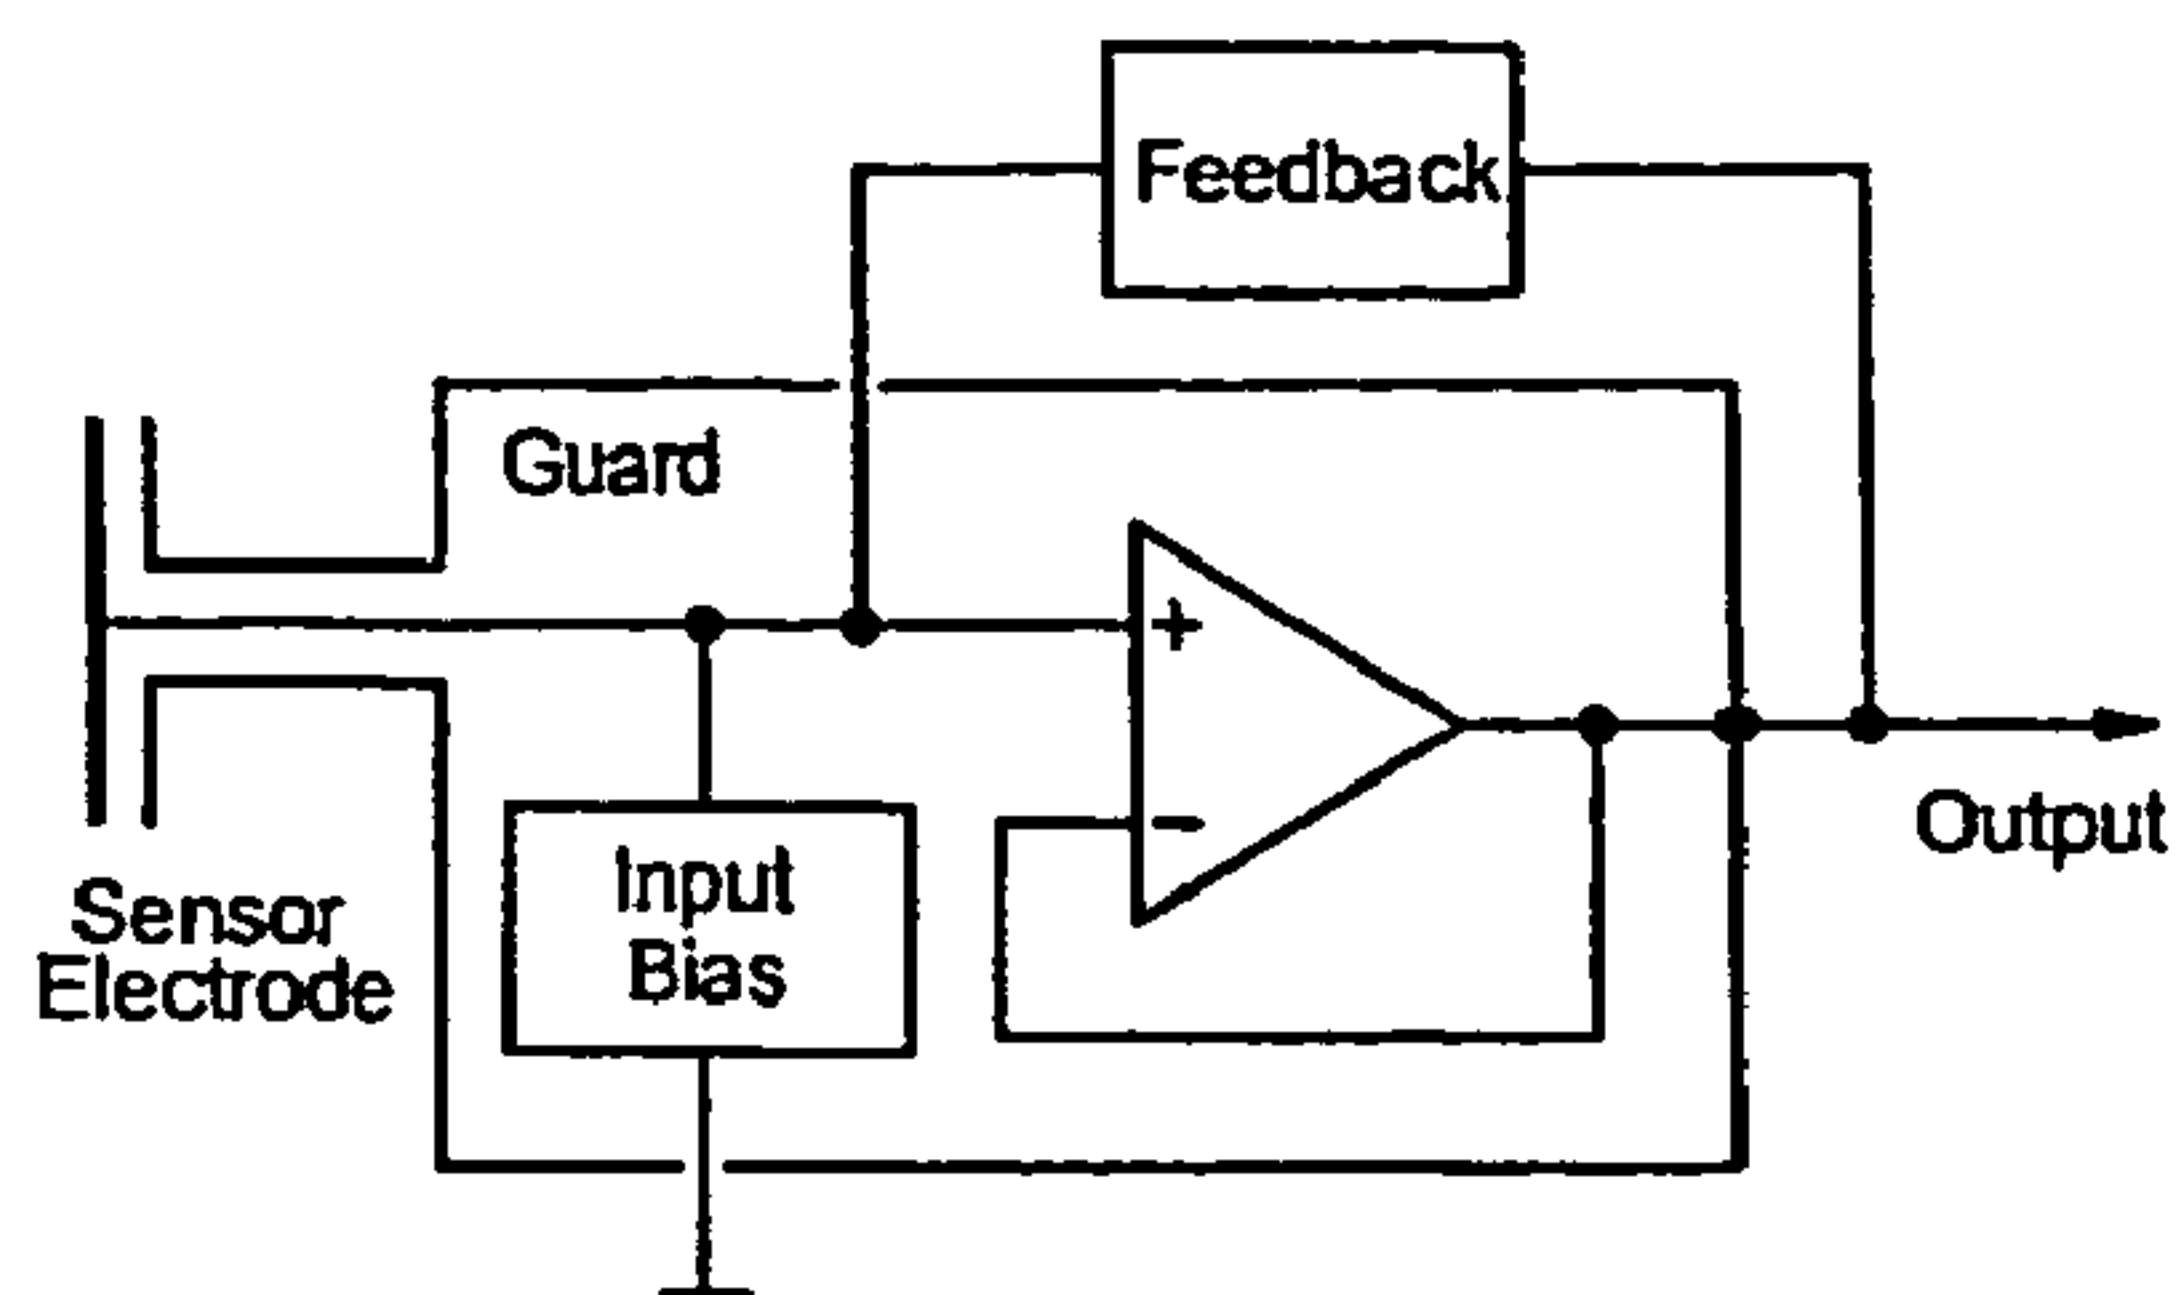 Feedback
Guard
+
−
Output
Input
Bias
Sensor
Electrode